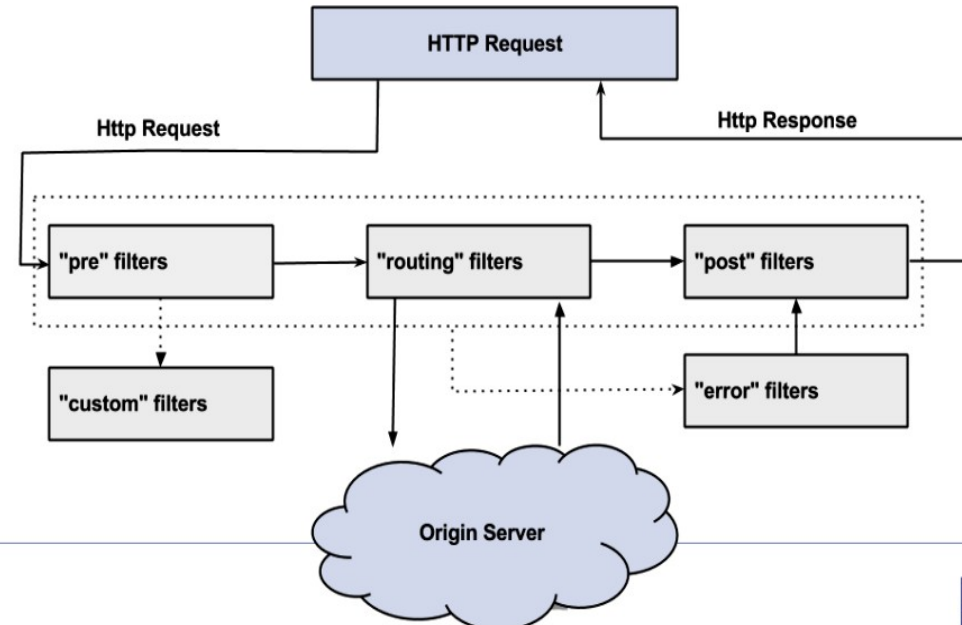 HTTP Request
Http Request
Http Response
"pre" filters
"routing" filters
"post" filters
"custom" filters
"error" filters
Origin Server